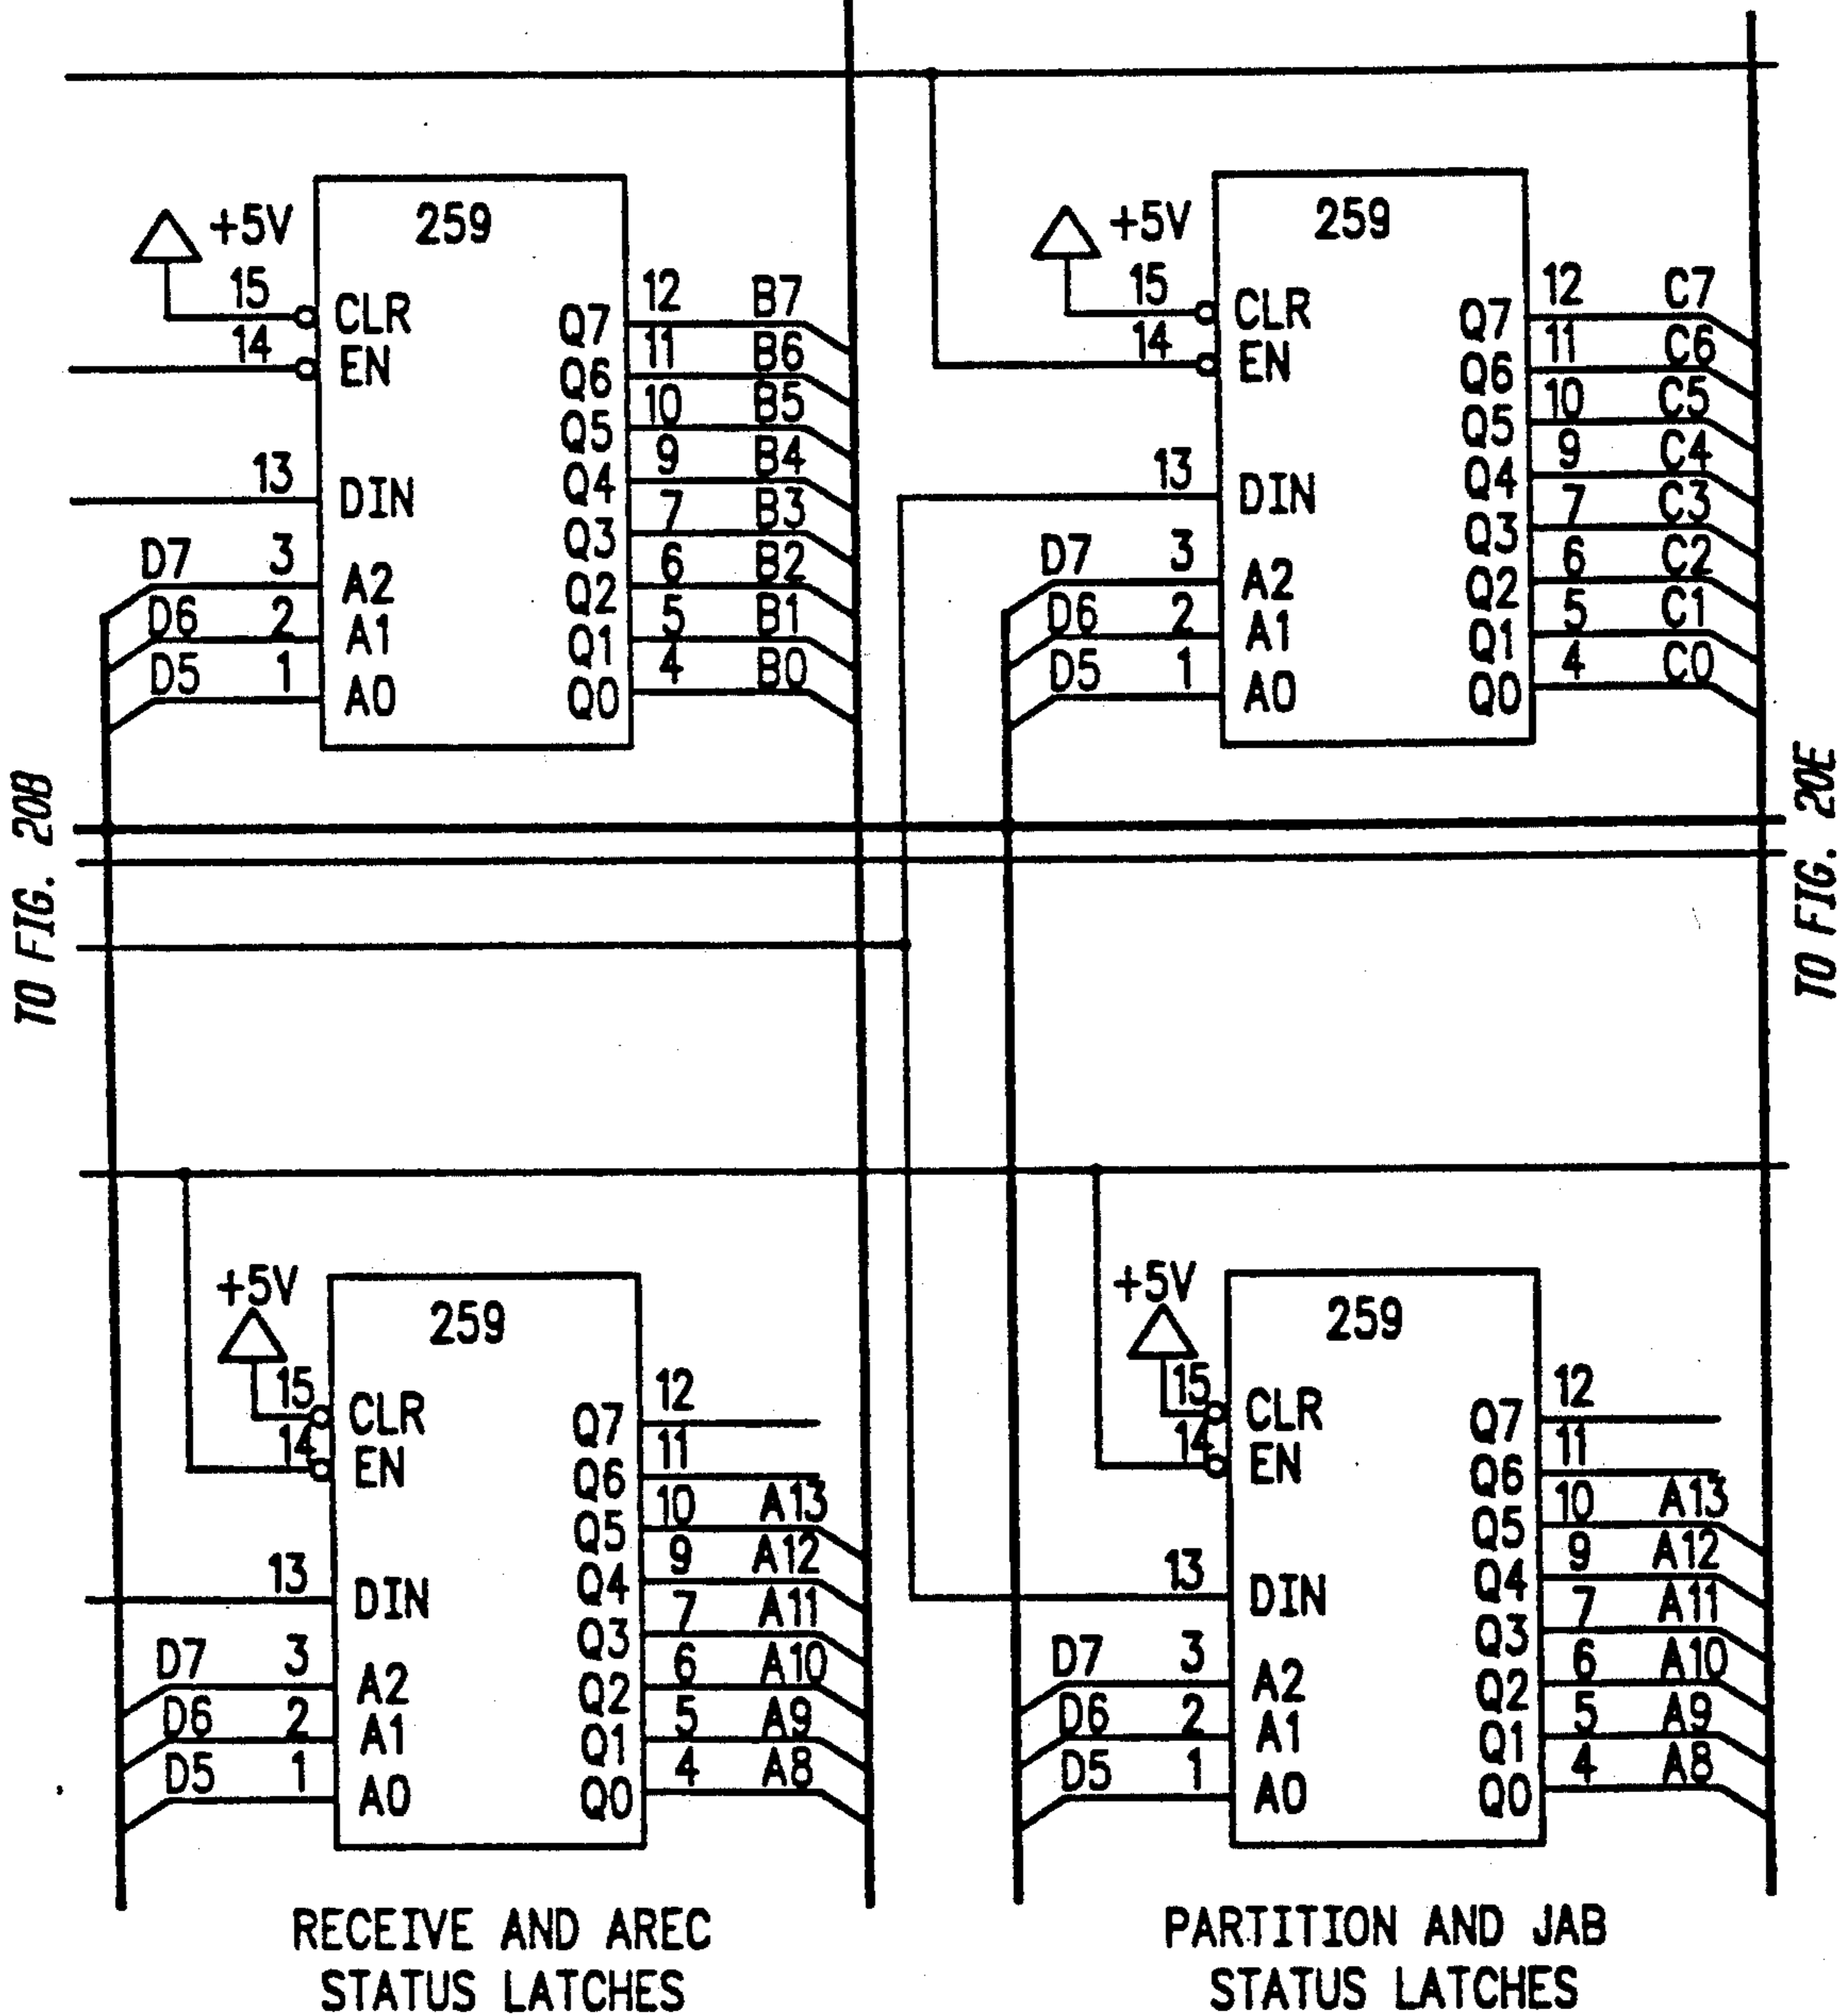 +5V
259
15
CLR
14
EN
13
DIN
D7 3 A2
D6 2 A1
D5 1 A0
Q7 12 B7
Q6 11 B6
Q5 10 B5
Q4 9 B4
Q3 7 B3
Q2 6 B2
Q1 5 B1
Q0 4 B0
+5V
259
15
CLR
14
EN
13
DIN
D7 3 A2
D6 2 A1
D5 1 A0
Q7 12 C7
Q6 11 C6
Q5 10 C5
Q4 9 C4
Q3 7 C3
Q2 6 C2
Q1 5 C1
Q0 4 C0
TO FIG. 20B
TO FIG. 20E
+5V
259
15
CLR
14
EN
13
DIN
D7 3 A2
D6 2 A1
D5 1 A0
Q7 12
Q6 11
Q5 10 A13
Q4 9 A12
Q3 7 A11
Q2 6 A10
Q1 5 A9
Q0 4 A8
RECEIVE AND AREC
STATUS LATCHES
+5V
259
15
CLR
14
EN
13
DIN
D7 3 A2
D6 2 A1
D5 1 A0
Q7 12
Q6 11
Q5 10 A13
Q4 9 A12
Q3 7 A11
Q2 6 A10
Q1 5 A9
Q0 4 A8
PARTITION AND JAB
STATUS LATCHES